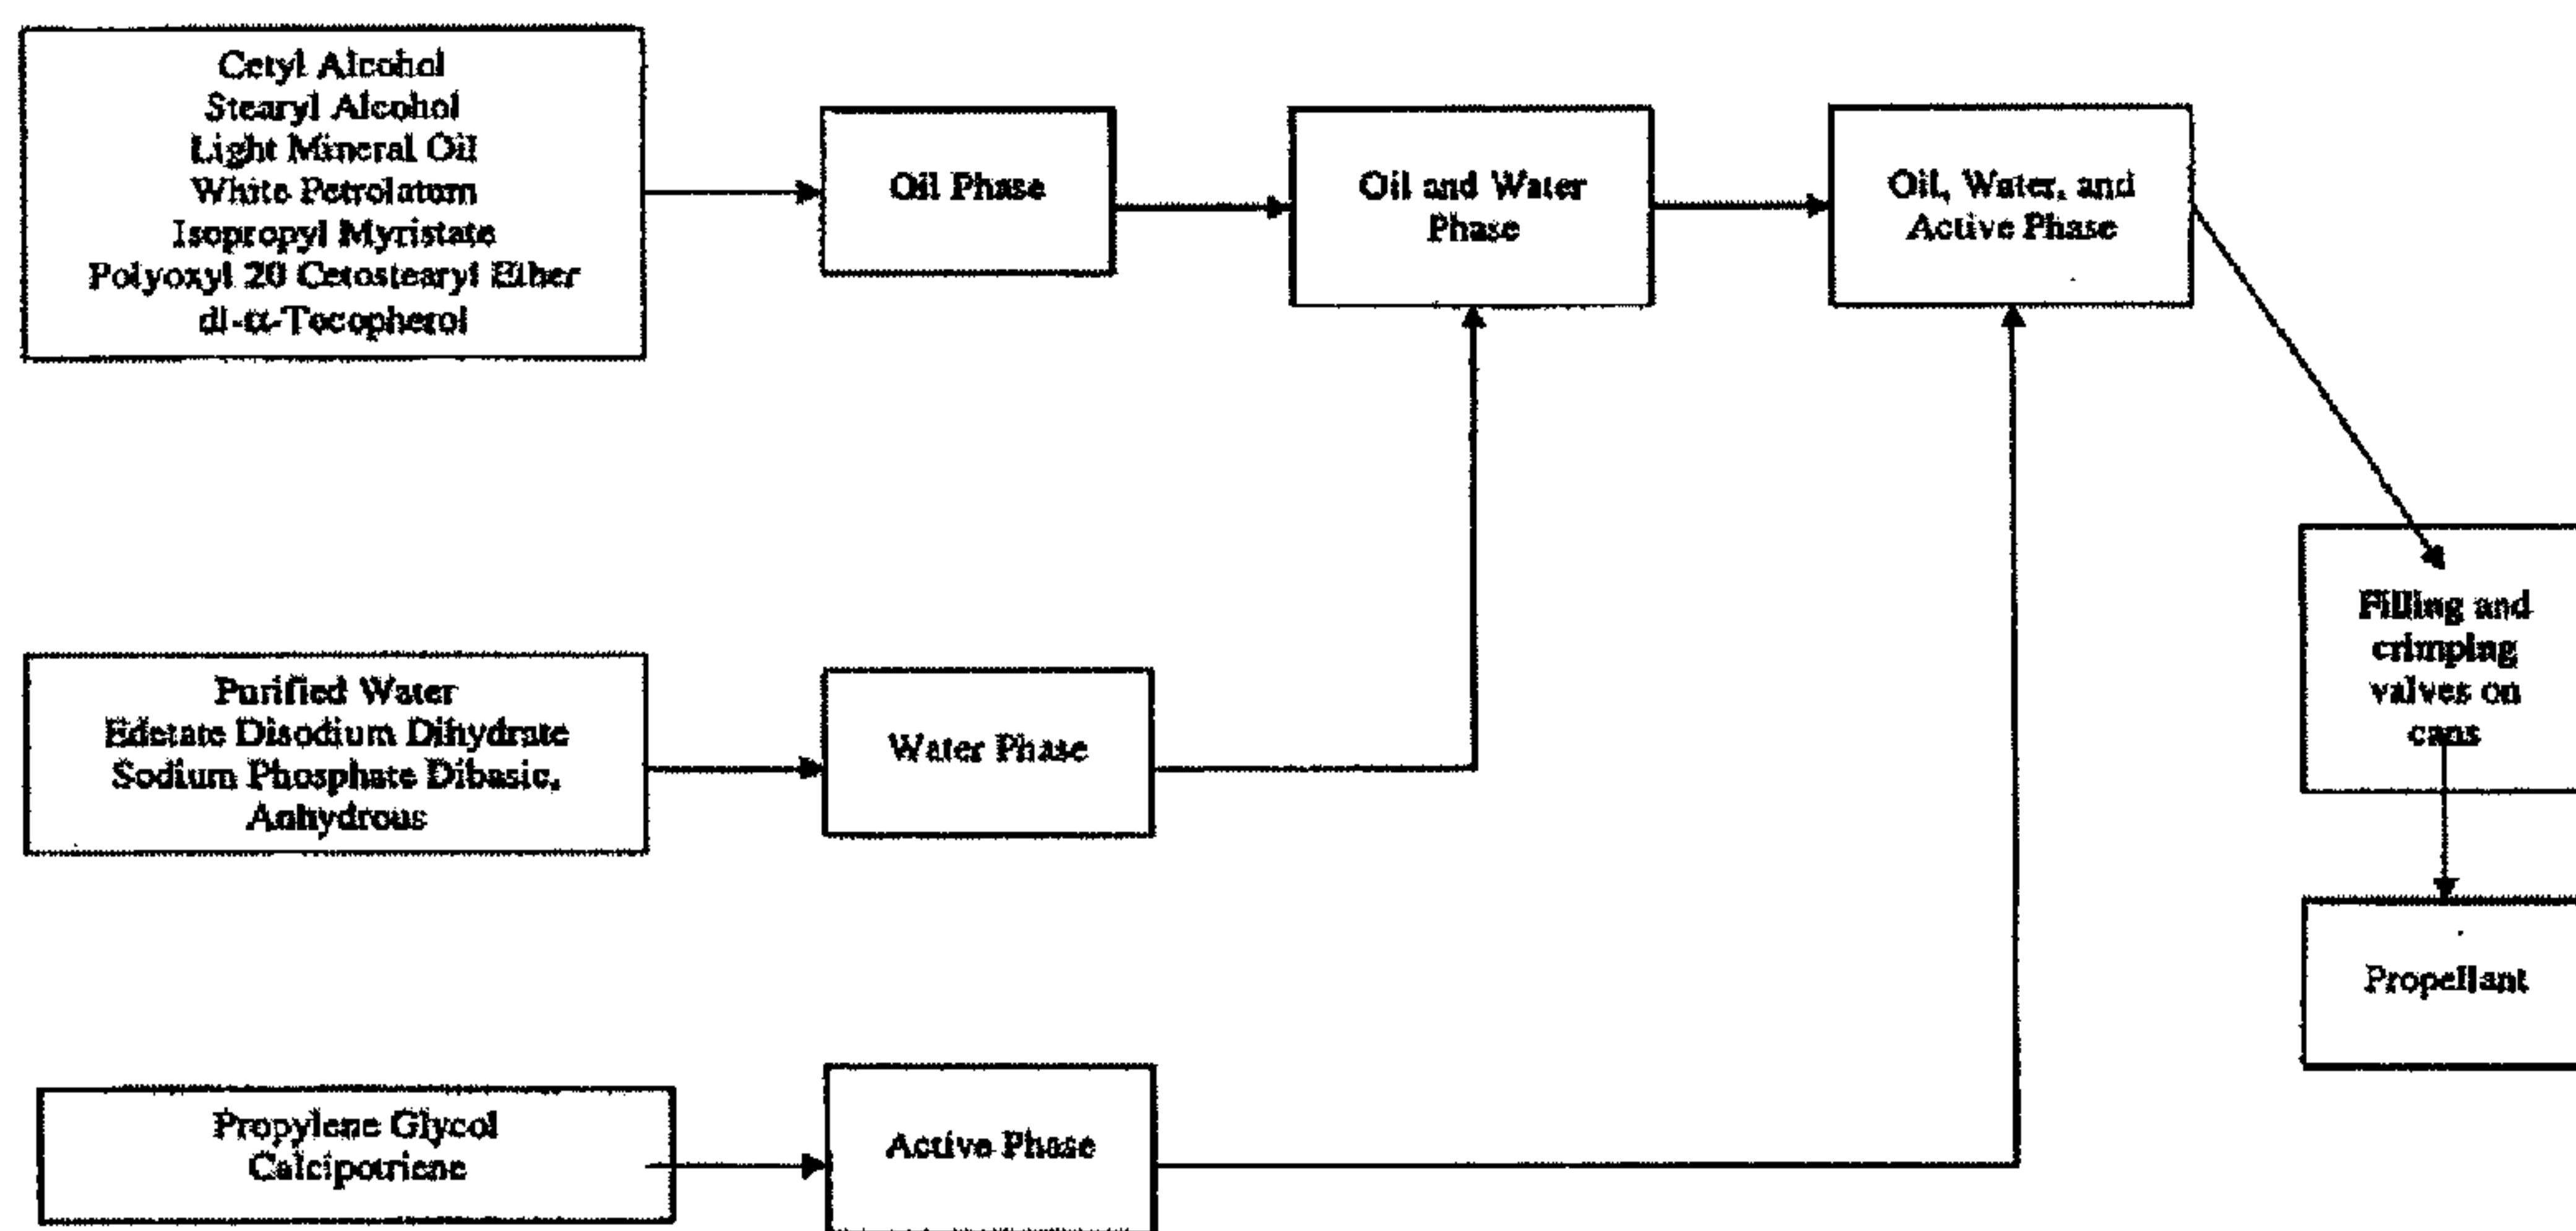 Cetyl Alcohol
Stearyl Alcohol
Light Mineral Oil
White Petrolatum
Isopropyl Myristate
Polyoxyl 20 Cetostearyl Ether
dl-α-Tocopherol
Oil Phase
Oil and Water
Phase
Oil, Water, and
Active Phase
Filling and
crimping
valves on
cans
Purified Water
Edetate Disodium Dihydrate
Sodium Phosphate Dibasic,
Anhydrous
Water Phase
Propellant
Propylene Glycol
Calcipotriene
Active Phase